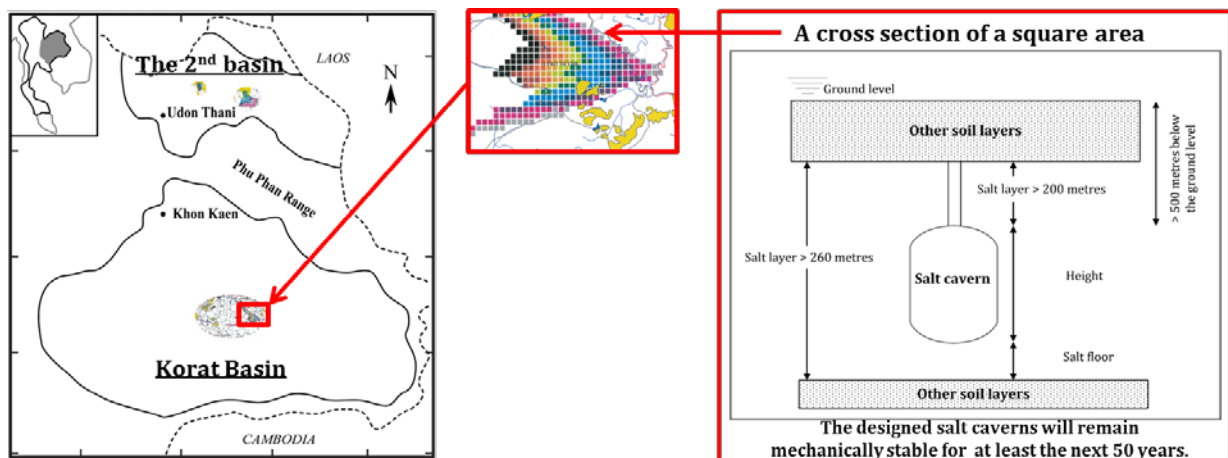 LAOS
The 2nd basin
N
Udon Thani
Phu Phan Range
Khon Kaen
Korat Basin
CAMBODIA
A cross section of a square area
Ground level
Other soil layers
Salt layer > 200 metres
> 500 metres below
the ground level
Salt layer > 260 metres
Salt cavern
Height
Salt floor
Other soil layers
The designed salt caverns will remain
mechanically stable for at least the next 50 years.